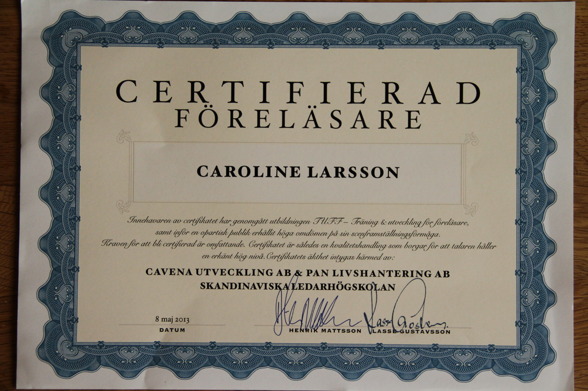 CERTIFIERAD
FÖRELÄSARE
CAROLINE LARSSON
Innehavaren av certifikatet har genomgått utbildningen TUFF – Träning & utveckling för föreläsare,
samt inför en opartisk publik erhållit höga omdömen på sin scenframställningsförmåga.
Kraven för att bli certifierad är omfattande. Certifikatet är således en kvalitetshandling som borgar för att talaren håller
en erkänt hög nivå. Certifikatets äkthet intygas härmed av:
CAVENA UTVECKLING AB & PAN LIVSHANTERING AB
SKANDINAVISKA LEDARHÖGSKOLAN
8 maj 2013
DATUM
HENRIK MATTSSON
LASSE GUSTAVSSON